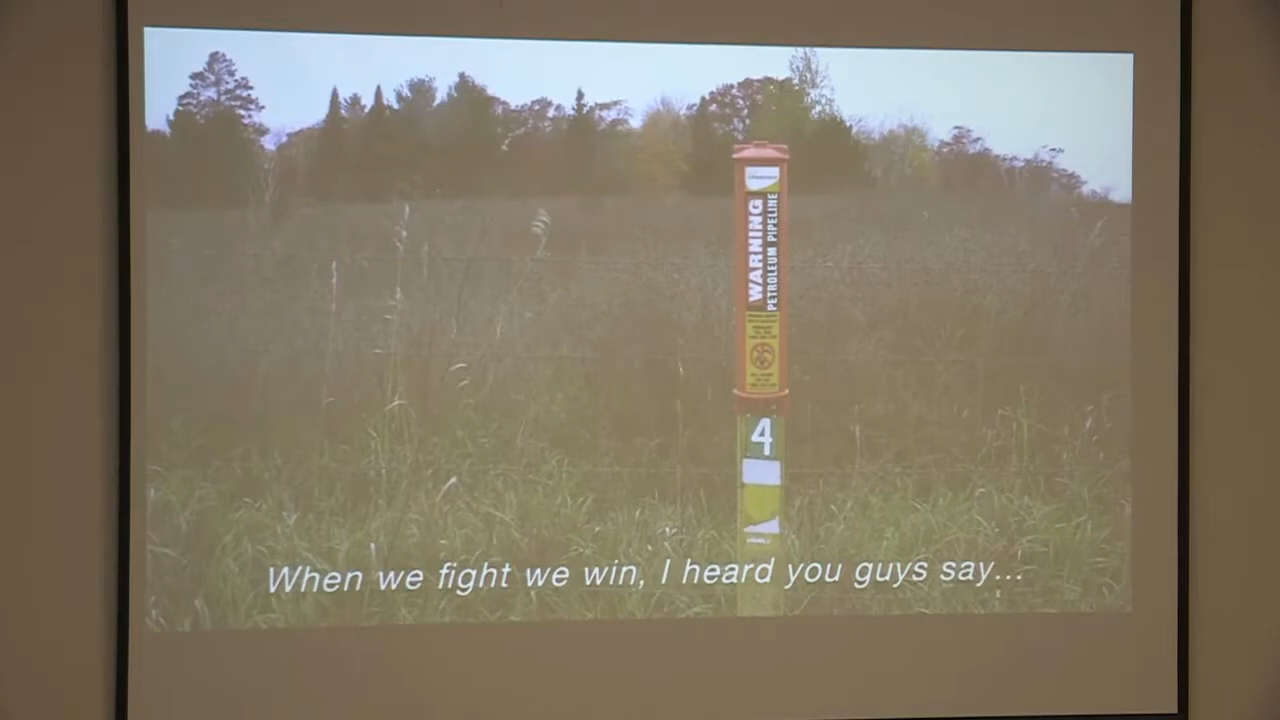 WARNING
PETROLEUM PIPELINE
4
When we fight we win, I heard you guys say...